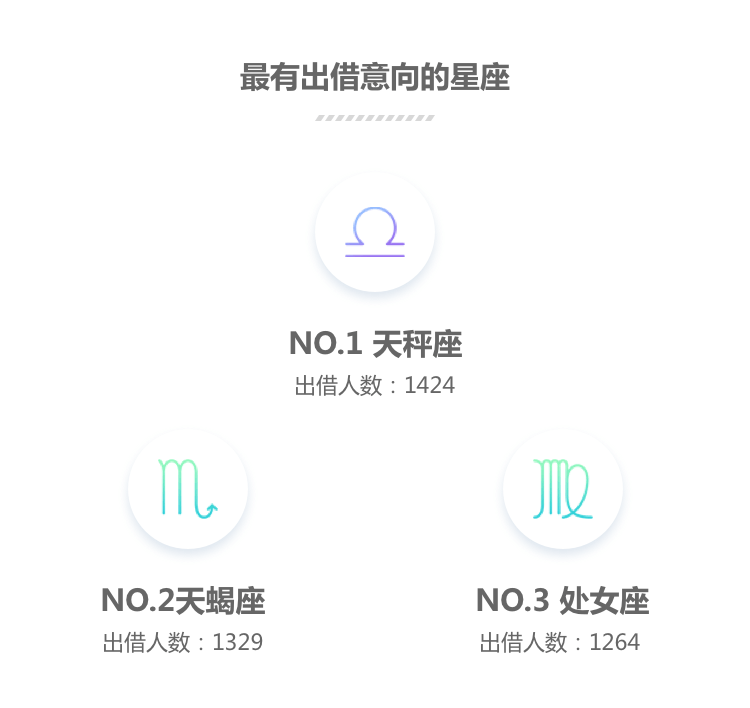 最有出借意向的星座
NO.1 天秤座
出借人数：1424
NO.2天蝎座
出借人数：1329
NO.3 处女座
出借人数：1264